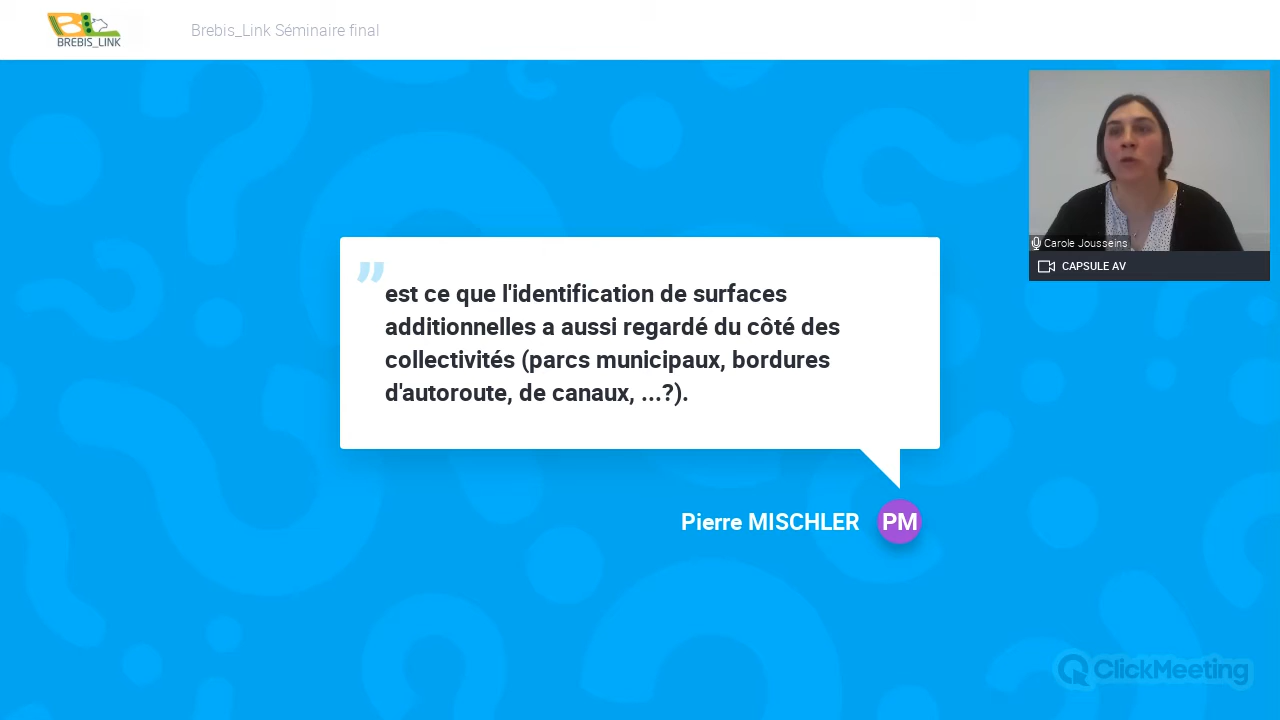 BL
BREBIS_LINK
Brebis_Link Séminaire final
Carole Jousseins
CAPSULE AV
"
est ce que l'identification de surfaces
additionnelles a aussi regardé du côté des
collectivités (parcs municipaux, bordures
d'autoroute, de canaux, ...?).
Pierre MISCHLER
PM
ClickMeeting